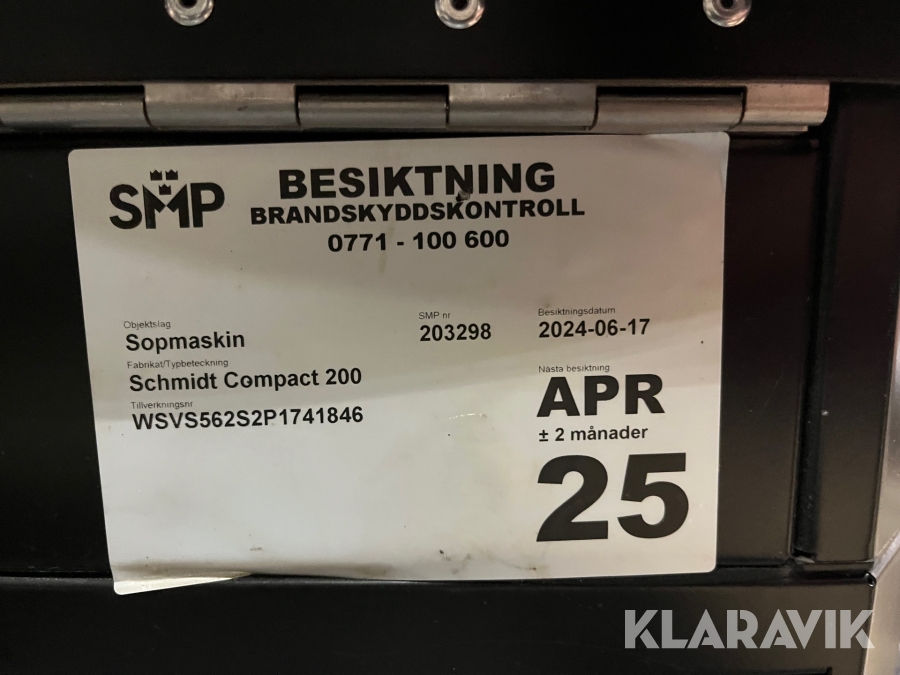 SMP
BESIKTNING
BRANDSKYDDSKONTROLL
0771 - 100 600
Objektslag
Sopmaskin
Fabrikat/Typbeteckning
Schmidt Compact 200
Tillverkningsnr
WSVS562S2P1741846
SMP nr
203298
Besiktningsdatum
2024-06-17
Nästa besiktning
APR
± 2 månader
25
KLARAVIK